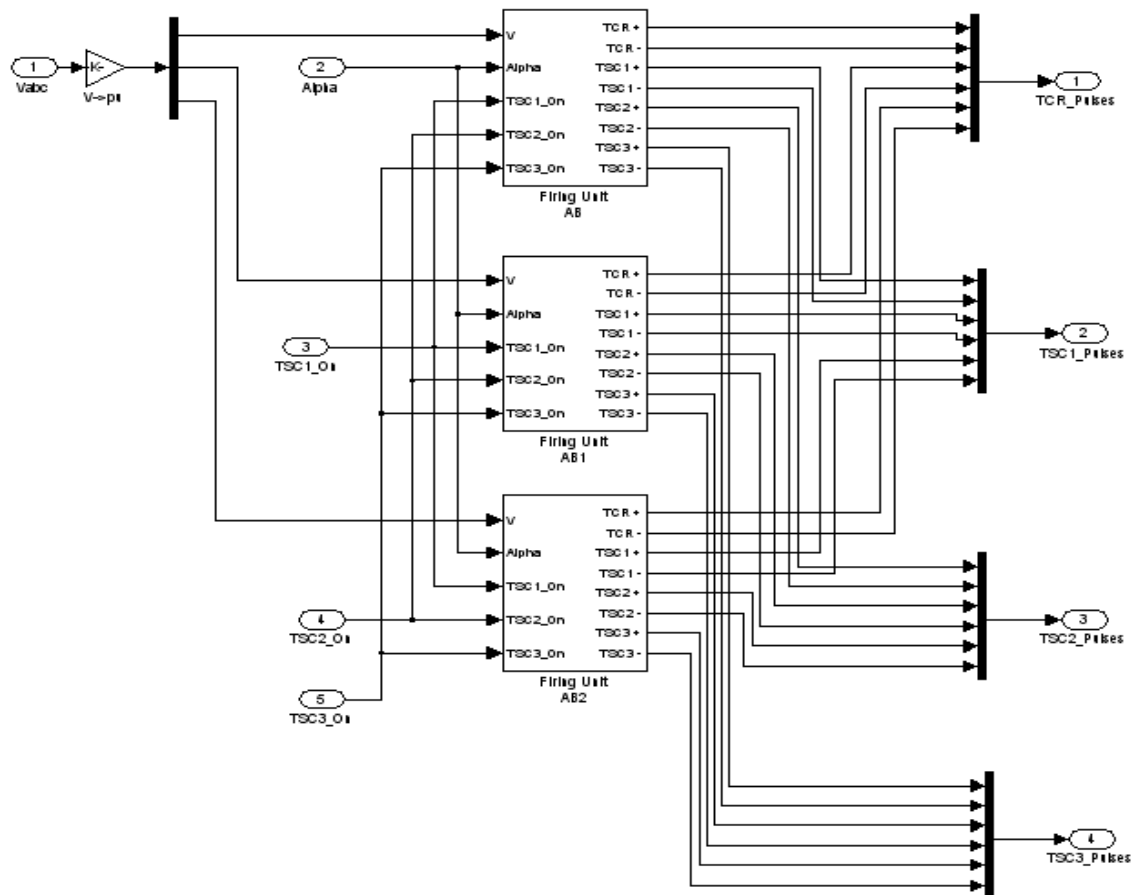 1
Vabc
K-
V->pu
2
Alpha
3
TSC1_On
4
TSC2_On
5
TSC3_On
V
Alpha
TSC1_On
TSC2_On
TSC3_On
TCR+
TCR-
TSC1+
TSC1-
TSC2+
TSC2-
TSC3+
TSC3-
Firing Unit
AB
V
Alpha
TSC1_On
TSC2_On
TSC3_On
TCR+
TCR-
TSC1+
TSC1-
TSC2+
TSC2-
TSC3+
TSC3-
Firing Unit
AB1
V
Alpha
TSC1_On
TSC2_On
TSC3_On
TCR+
TCR-
TSC1+
TSC1-
TSC2+
TSC2-
TSC3+
TSC3-
Firing Unit
AB2
1
TCR_Pulses
2
TSC1_Pulses
3
TSC2_Pulses
4
TSC3_Pulses